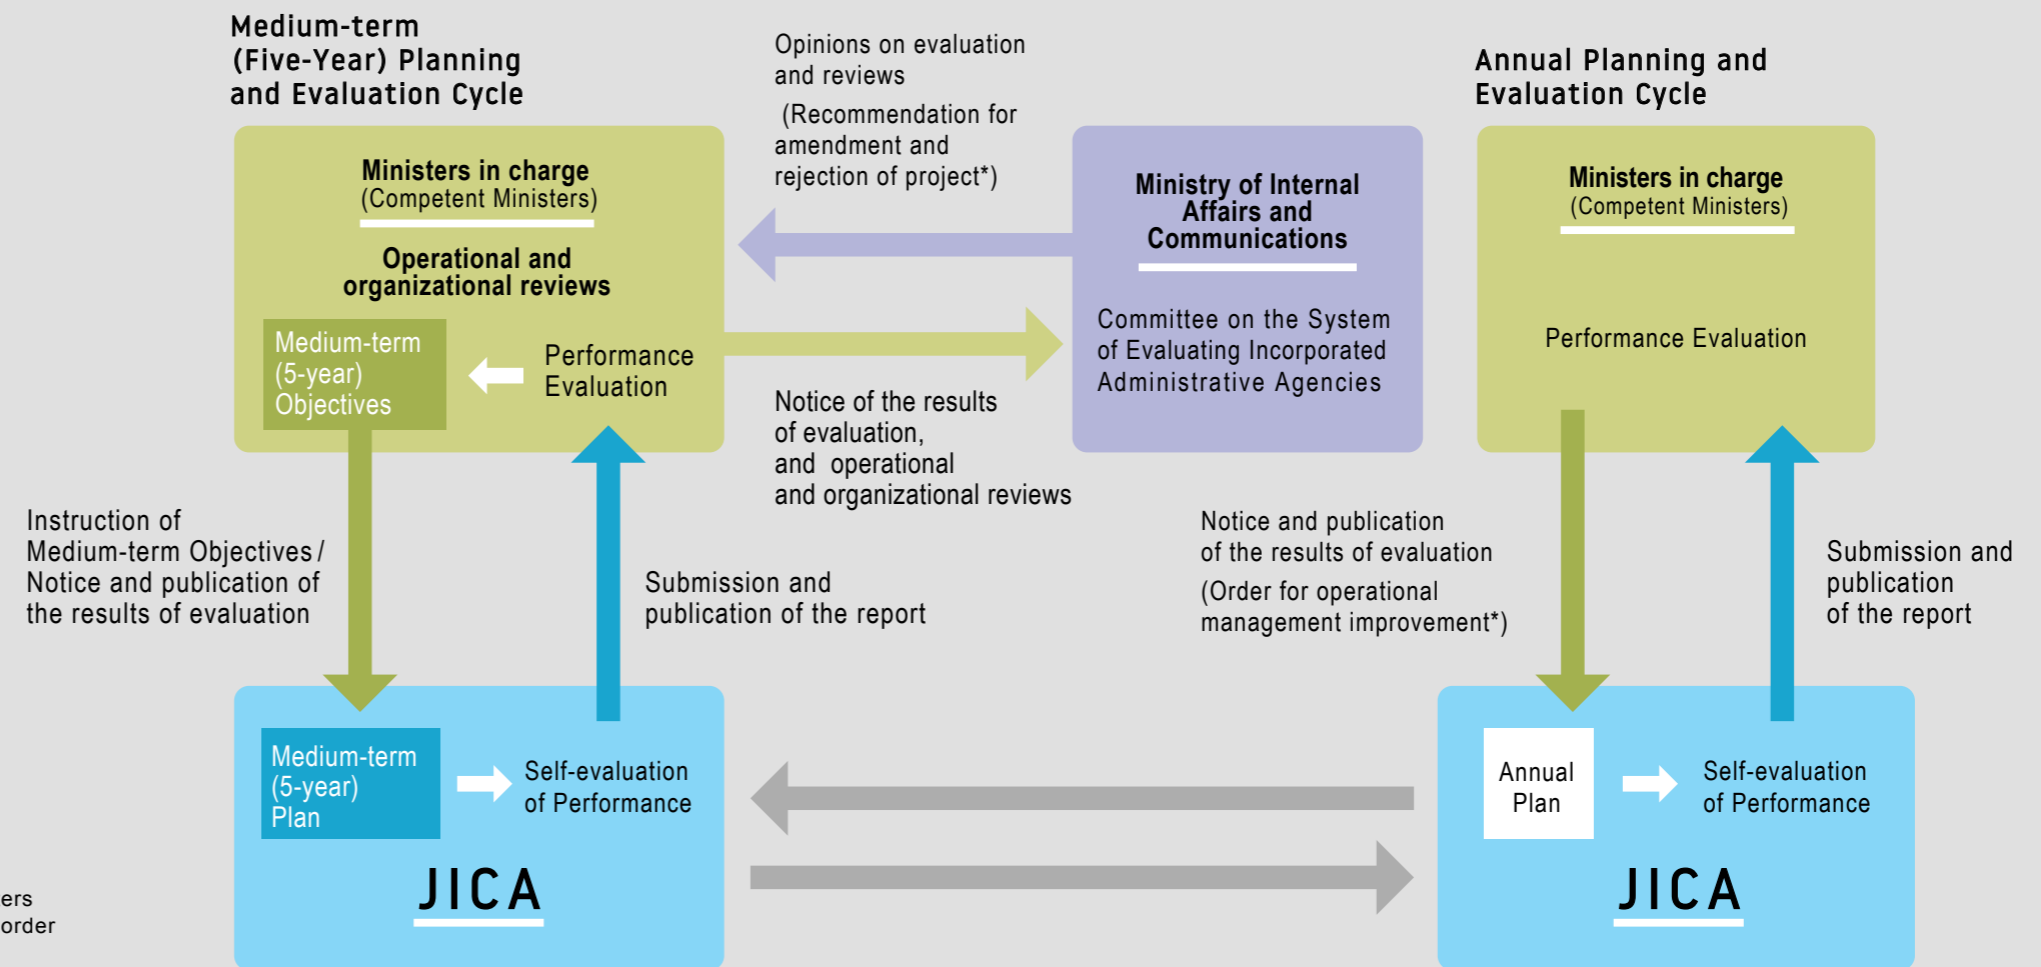 Medium-term
(Five-Year) Planning
and Evaluation Cycle
Ministers in charge
(Competent Ministers)
Operational and
organizational reviews
Medium-term
(5-year)
Objectives
Performance
Evaluation
Opinions on evaluation
and reviews
(Recommendation for
amendment and
rejection of project*)
Notice of the results
of evaluation,
and operational
and organizational reviews
Ministry of Internal
Affairs and
Communications
Committee on the System
of Evaluating Incorporated
Administrative Agencies
Annual Planning and
Evaluation Cycle
Ministers in charge
(Competent Ministers)
Performance Evaluation
Instruction of
Medium-term Objectives/
Notice and publication of
the results of evaluation
Submission and
publication of the report
Notice and publication
of the results of evaluation
(Order for operational
management improvement*)
Submission and
publication
of the report
Medium-term
(5-year)
Plan
Self-evaluation
of Performance
JICA
Annual
Plan
Self-evaluation
of Performance
JICA
order